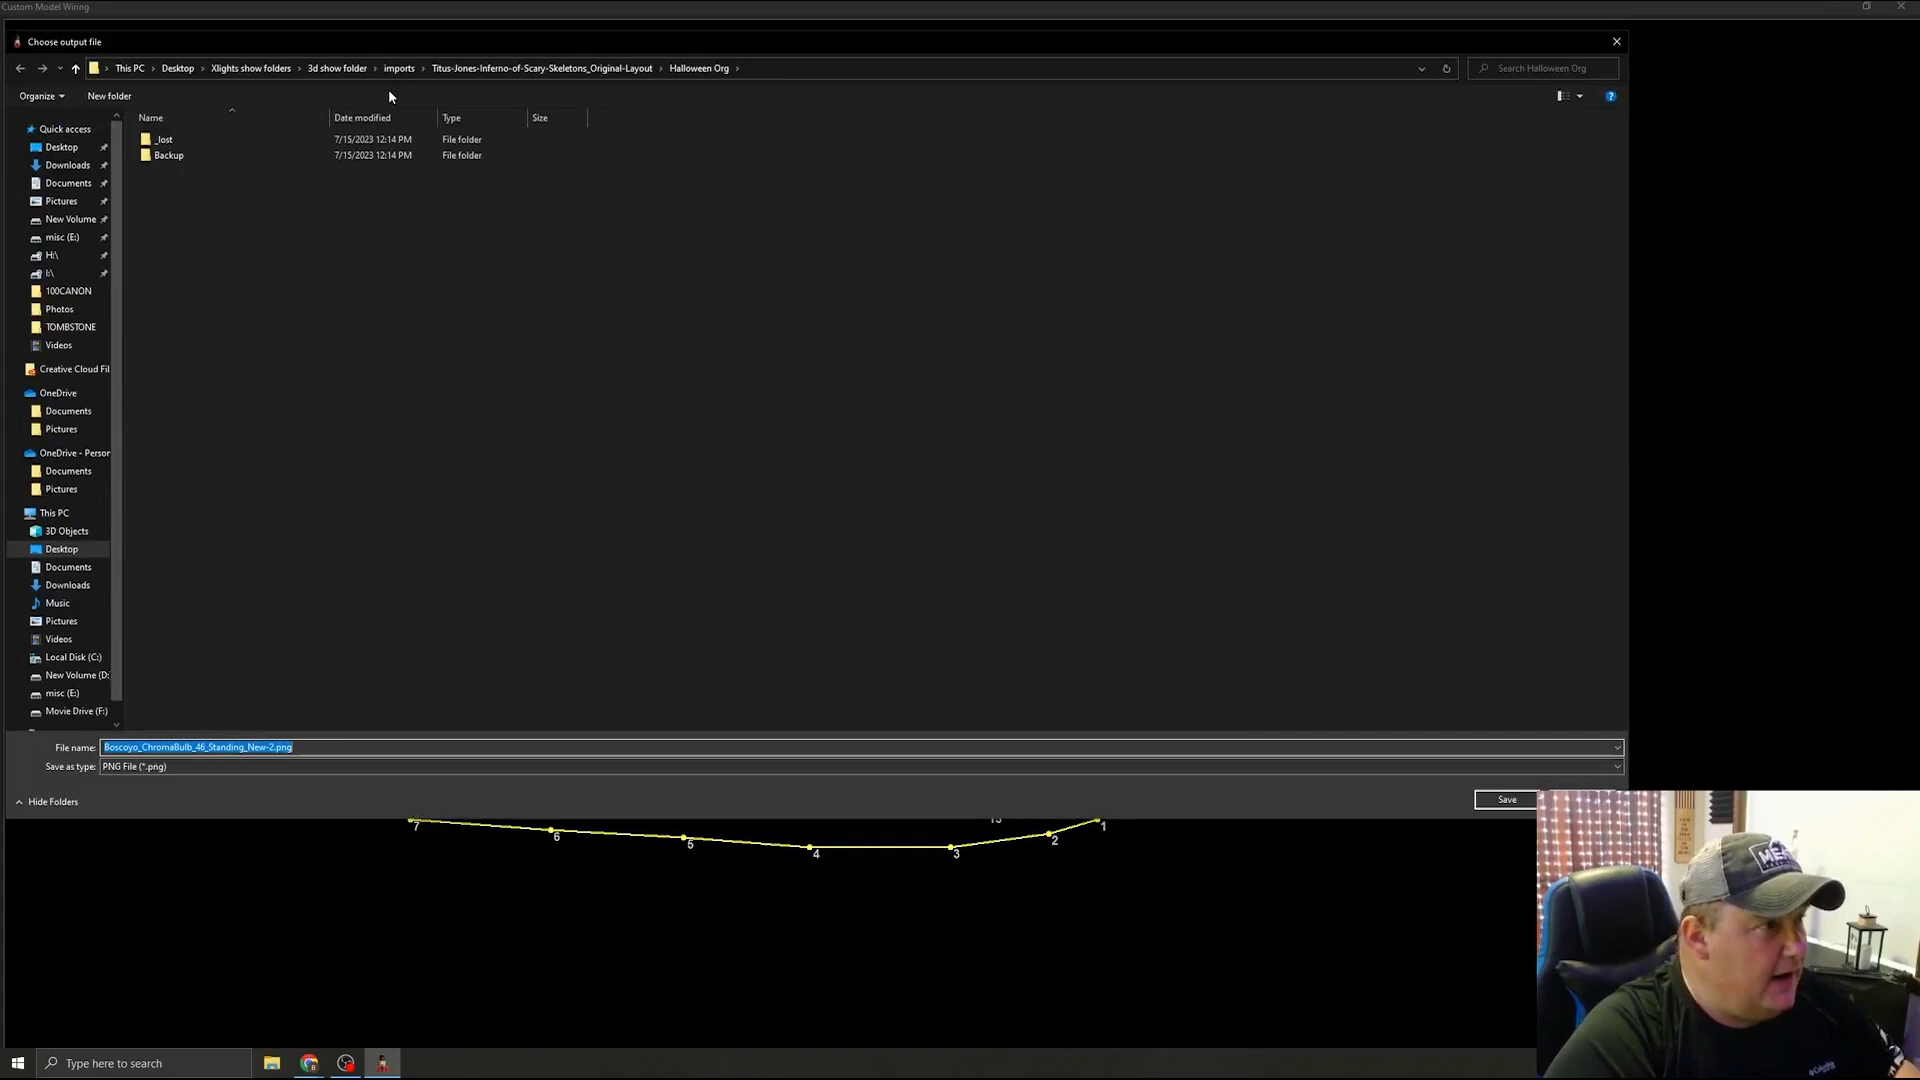 Custom Model Wiring
Choose output file
This PC > Desktop > Xlights show folders > 3d show folder > imports > Titus-Jones-Inferno-of-Scary-Skeletons_Original-Layout > Halloween Org >
Search Halloween Org
Organize
New folder
Name
Date modified
Type
Size
_lost
7/15/2023 12:14 PM
File folder
Backup
7/15/2023 12:14 PM
File folder
Quick access
Desktop
Downloads
Documents
Pictures
New Volume
misc (E:)
H:\
I:\
100CANON
Photos
TOMBSTONE
Videos
Creative Cloud Fil
OneDrive
Documents
Pictures
OneDrive - Person
Documents
Pictures
This PC
3D Objects
Desktop
Documents
Downloads
Music
Pictures
Videos
Local Disk (C:)
New Volume (D:
misc (E:)
Movie Drive (F:)
File name:
Boscoyo_ChromaBulb_46_Standing_New-2.png
Save as type:
PNG File (*.png)
Hide Folders
Save
7
6
5
4
3
2
1
Type here to search